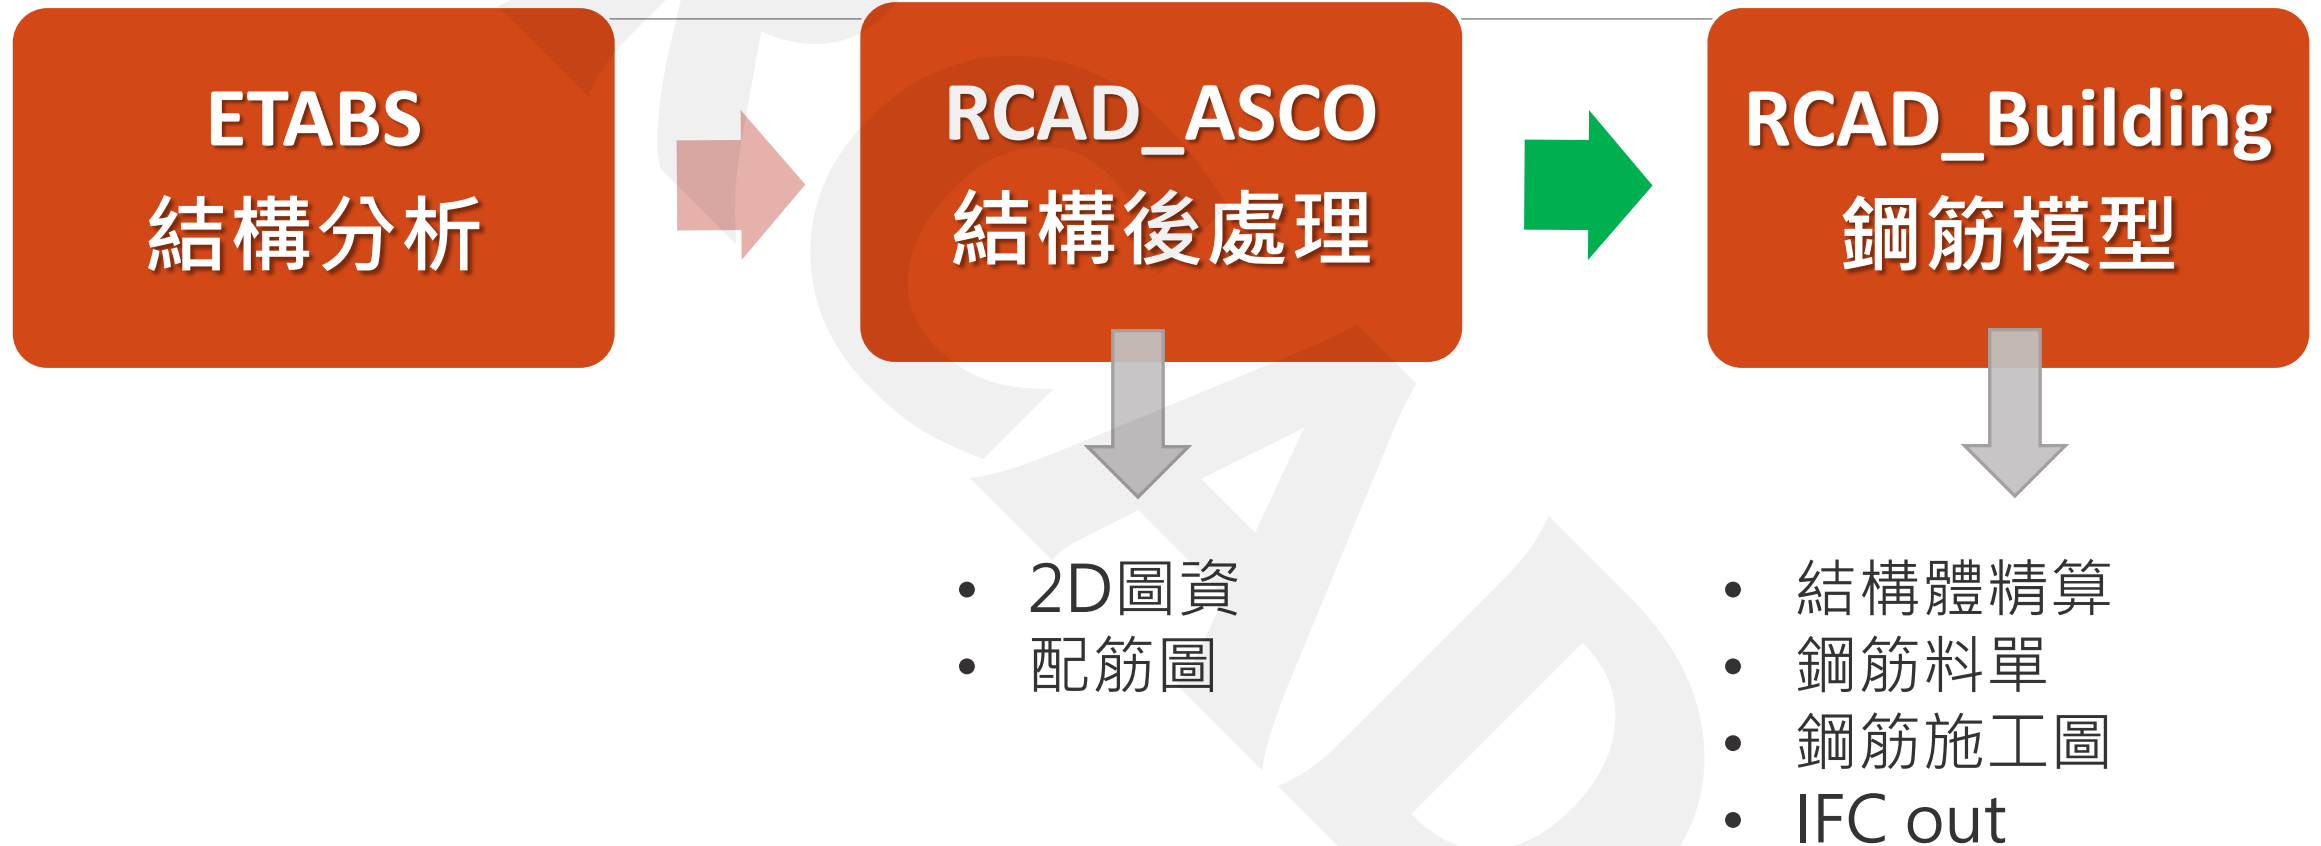 ETABS
結構分析
RCAD_ASCO
結構後處理
RCAD_Building
鋼筋模型
• 2D圖資
• 配筋圖
• 結構體精算
• 鋼筋料單
• 鋼筋施工圖
• IFC out
RCAD